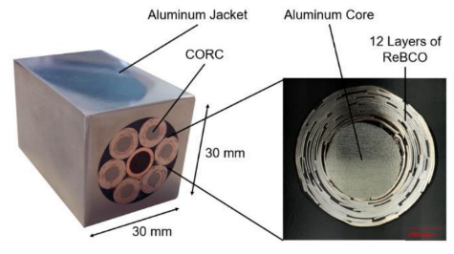 Aluminum Jacket
CORC
30 mm
30 mm
Aluminum Core
12 Layers of
ReBCO